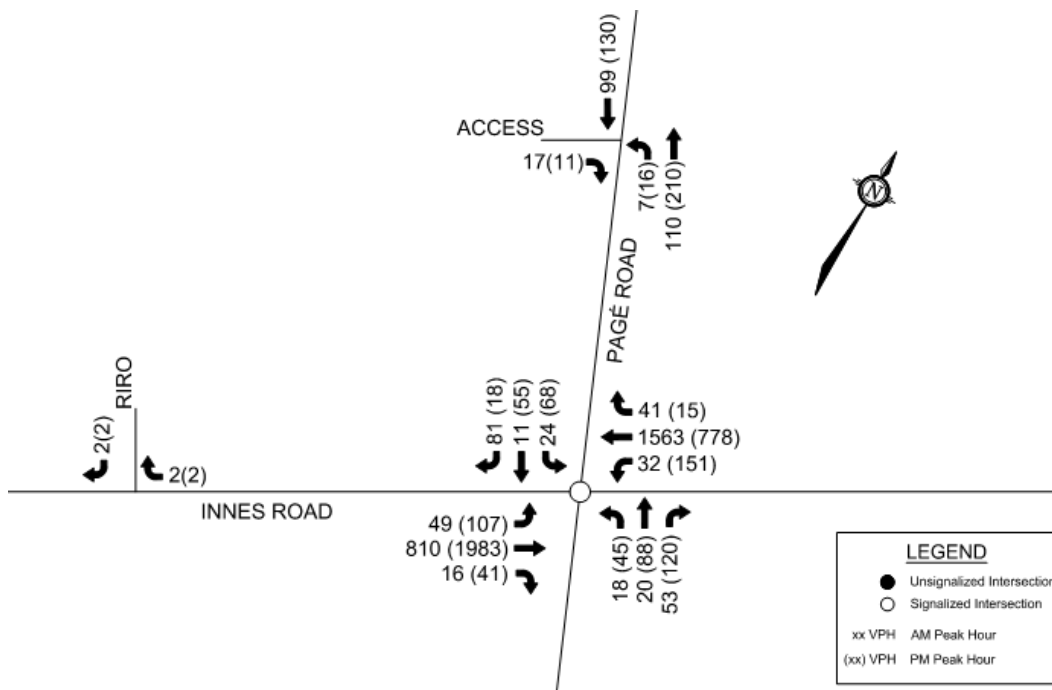 99 (130)
ACCESS
17(11)
7(16)
110 (210)
N
PAGÉ ROAD
RIRO
2(2)
2(2)
81 (18)
11 (55)
24 (68)
41 (15)
1563 (778)
32 (151)
INNES ROAD
49 (107)
810 (1983)
16 (41)
18 (45)
20 (88)
53 (120)
LEGEND
Unsignalized Intersection
Signalized Intersection
xx VPH AM Peak Hour
(xx) VPH PM Peak Hour